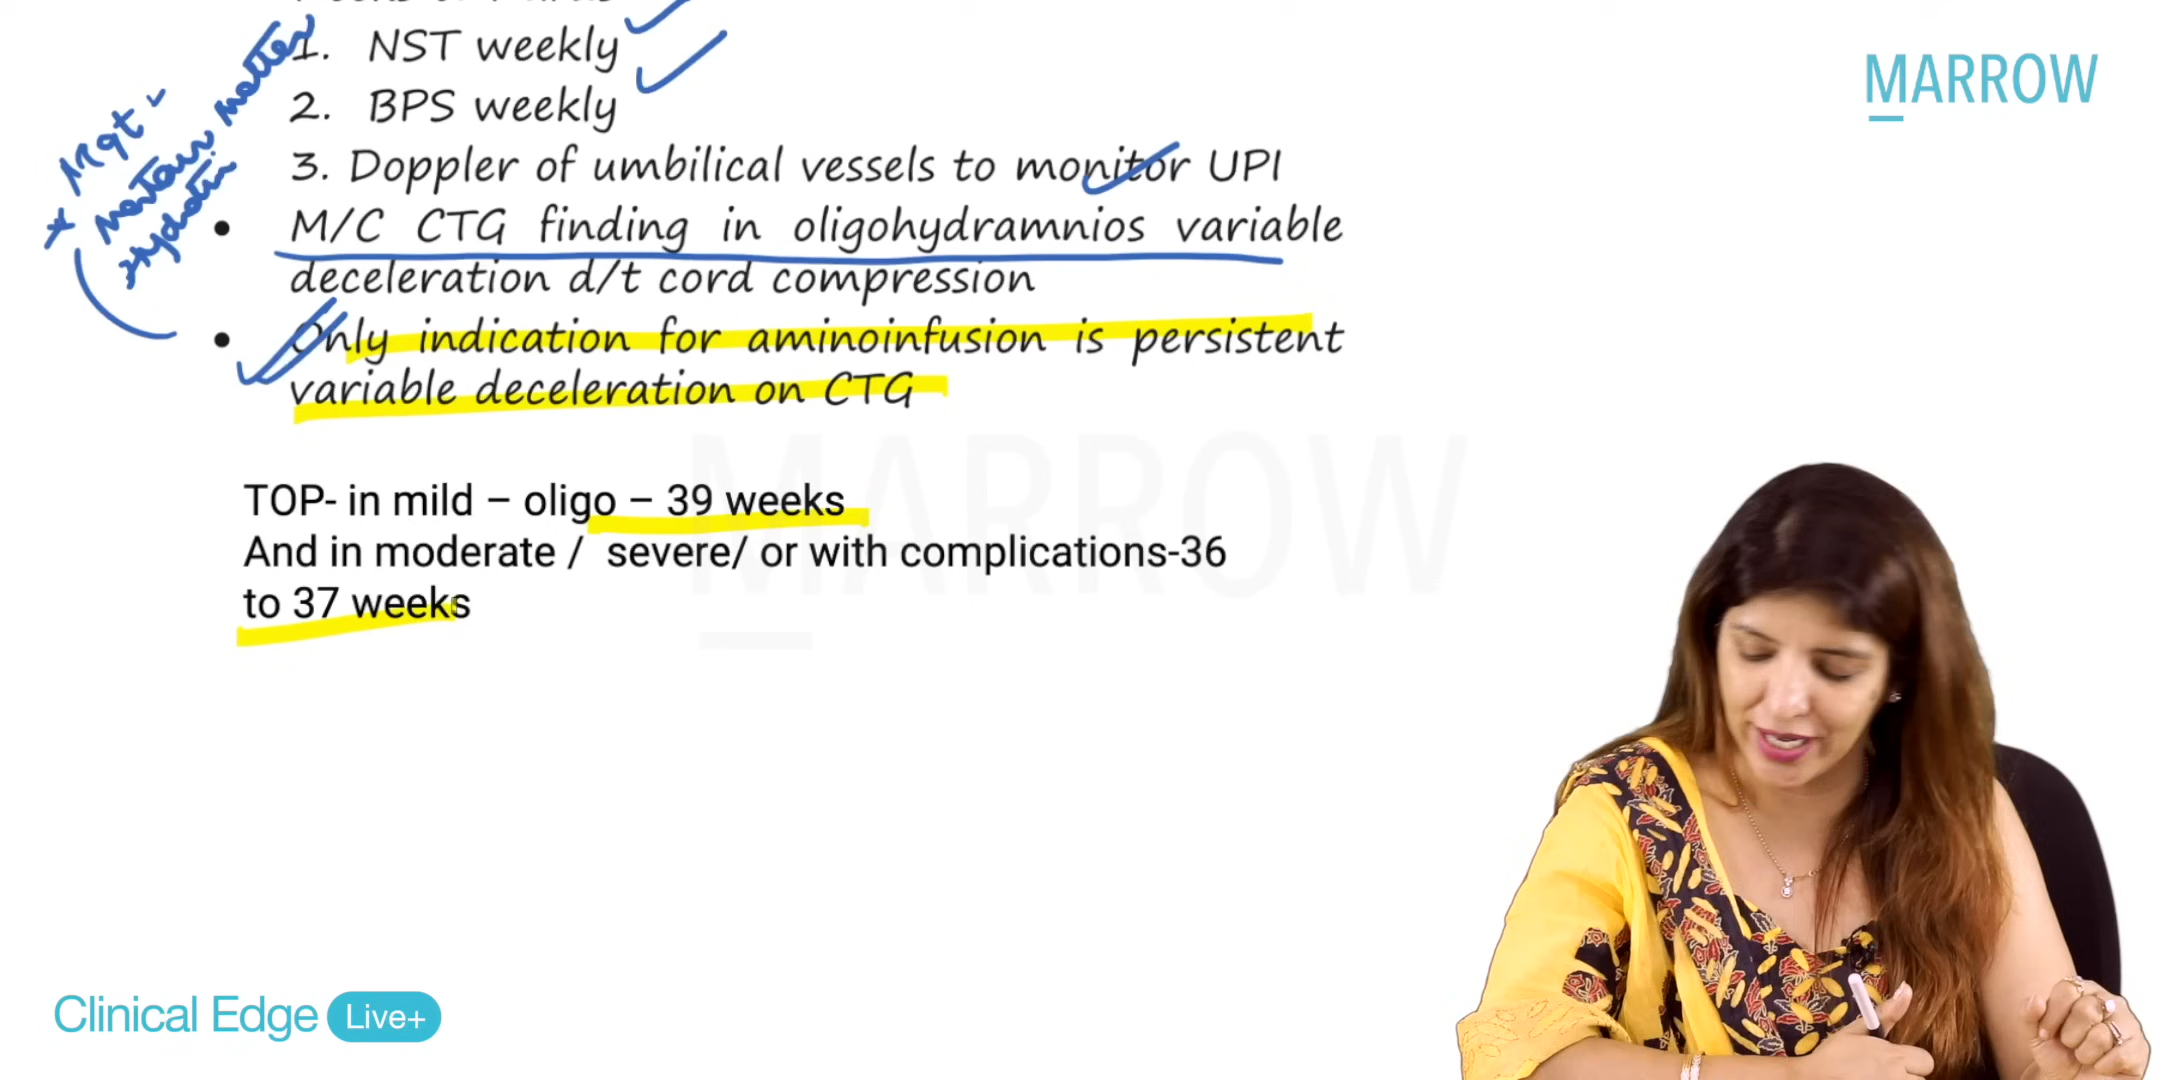 1. NST weekly
MARROW
2. BPS weekly
Mgt -
3. Doppler of umbilical vessels to monitor UPI
• M/C CTG finding in oligohydramnios variable
deceleration d/t cord compression
• Only indication for aminoinfusion is persistent
variable deceleration on CTG
MARROW
TOP- in mild – oligo – 39 weeks
And in moderate / severe/ or with complications-36
to 37 weeks
Clinical Edge Live+